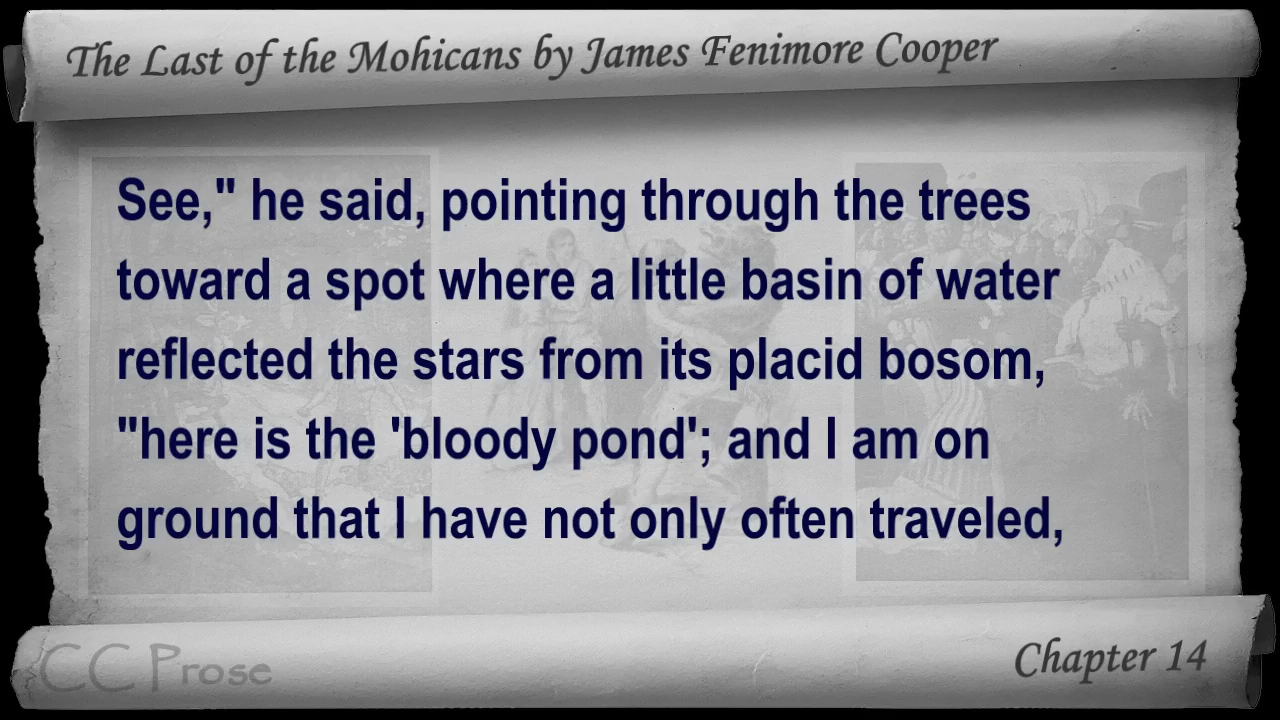 The Last of the Mohicans by James Fenimore Cooper
See," he said, pointing through the trees
toward a spot where a little basin of water
reflected the stars from its placid bosom,
"here is the 'bloody pond'; and I am on
ground that I have not only often traveled,
CC Prose
Chapter 14